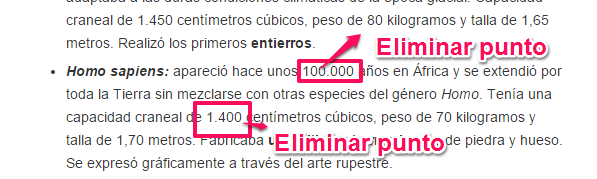 adaptaba a las duras condiciones climáticas de la época glacial. Capacidad
craneal de 1.450 centímetros cúbicos, peso de 80 kilogramos y talla de 1,65
metros. Realizó los primeros entierros.
Eliminar punto
• Homo sapiens: apareció hace unos 100.000 años en África y se extendió por
toda la Tierra sin mezclarse con otras especies del género Homo. Tenía una
capacidad craneal de 1.400 centímetros cúbicos, peso de 70 kilogramos y
talla de 1,70 metros. Fabricaba de piedra y hueso.
Eliminar punto
Se expresó gráficamente a través del arte rupestre.